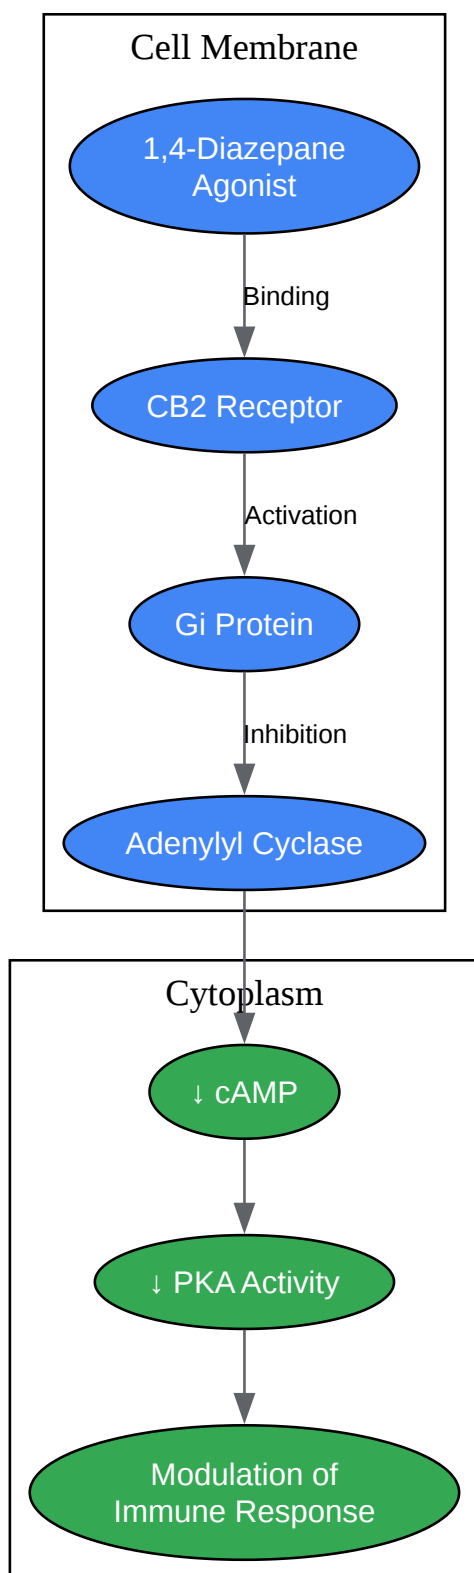 Cell Membrane
1,4-Diazepane
Agonist
Binding
CB2 Receptor
Activation
Gi Protein
Inhibition
Adenylyl Cyclase
Cytoplasm
↓ cAMP
↓ PKA Activity
Modulation of
Immune Response